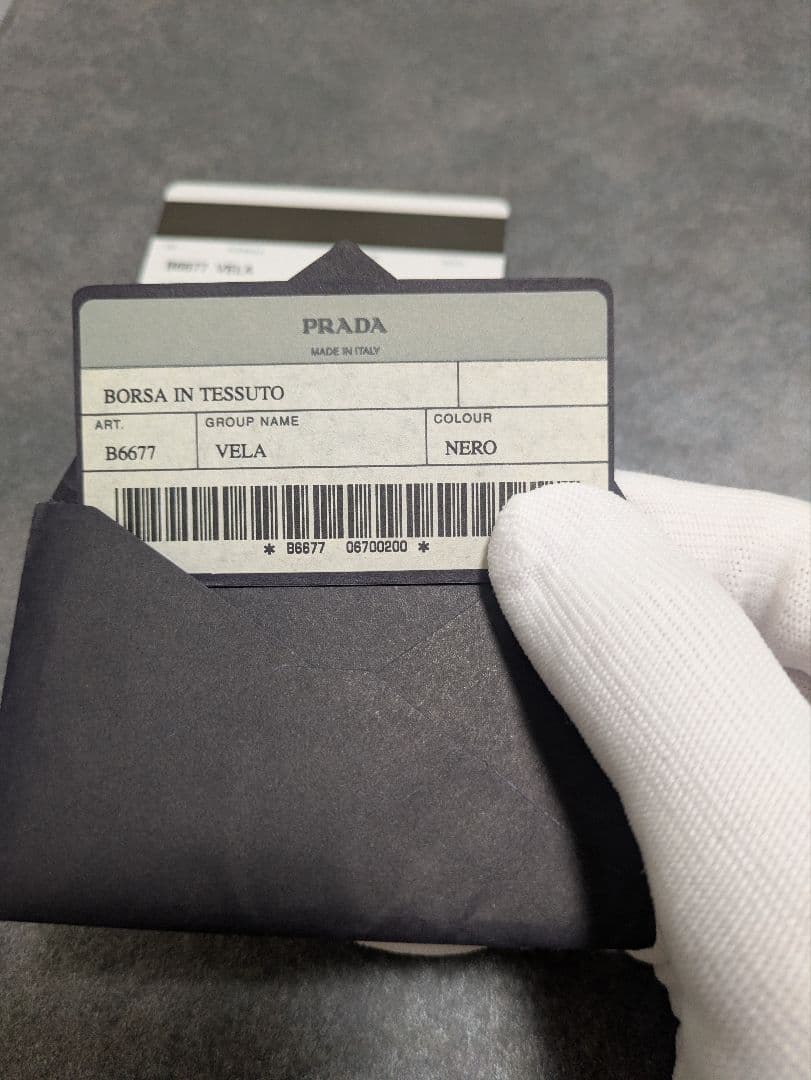 B6677 VELA
PRADA
MADE IN ITALY
BORSA IN TESSUTO
ART.
GROUP NAME
COLOUR
B6677
VELA
NERO
* B6677 06700200 *